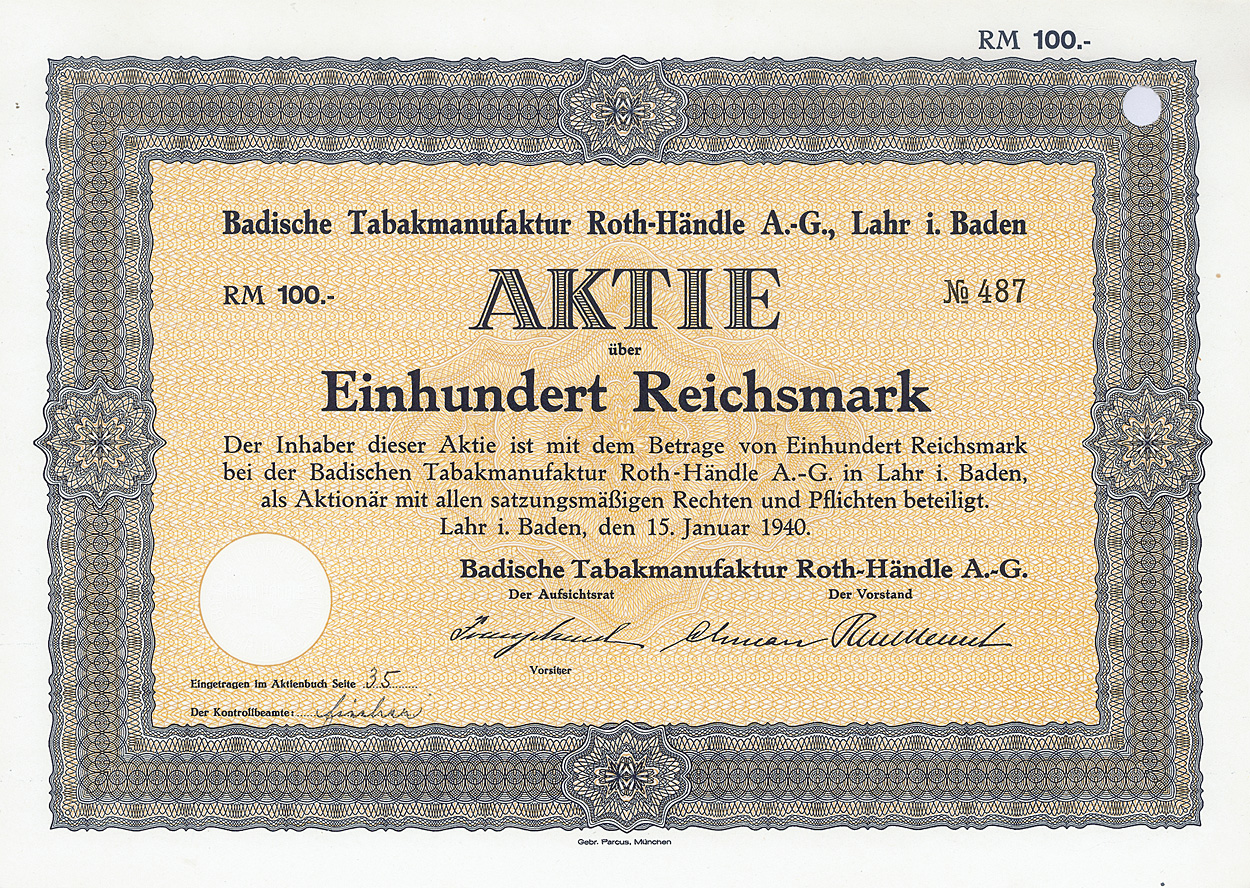 RM 100.-
Badische Tabakmanufaktur Roth-Händle A.-G., Lahr i. Baden
RM 100.- AKTIE № 487
über
Einhundert Reichsmark
Der Inhaber dieser Aktie ist mit dem Betrage von Einhundert Reichsmark
bei der Badischen Tabakmanufaktur Roth-Händle A.-G. in Lahr i. Baden,
als Aktionär mit allen satzungsmäßigen Rechten und Pflichten beteiligt.
Lahr i. Baden, den 15. Januar 1940.
Badische Tabakmanufaktur Roth-Händle A.-G.
Der Aufsichtsrat Der Vorstand
Vorsitzer
Eingetragen im Aktienbuch Seite 35
Der Kontrollbeamte:
Gebr. Parcus, München